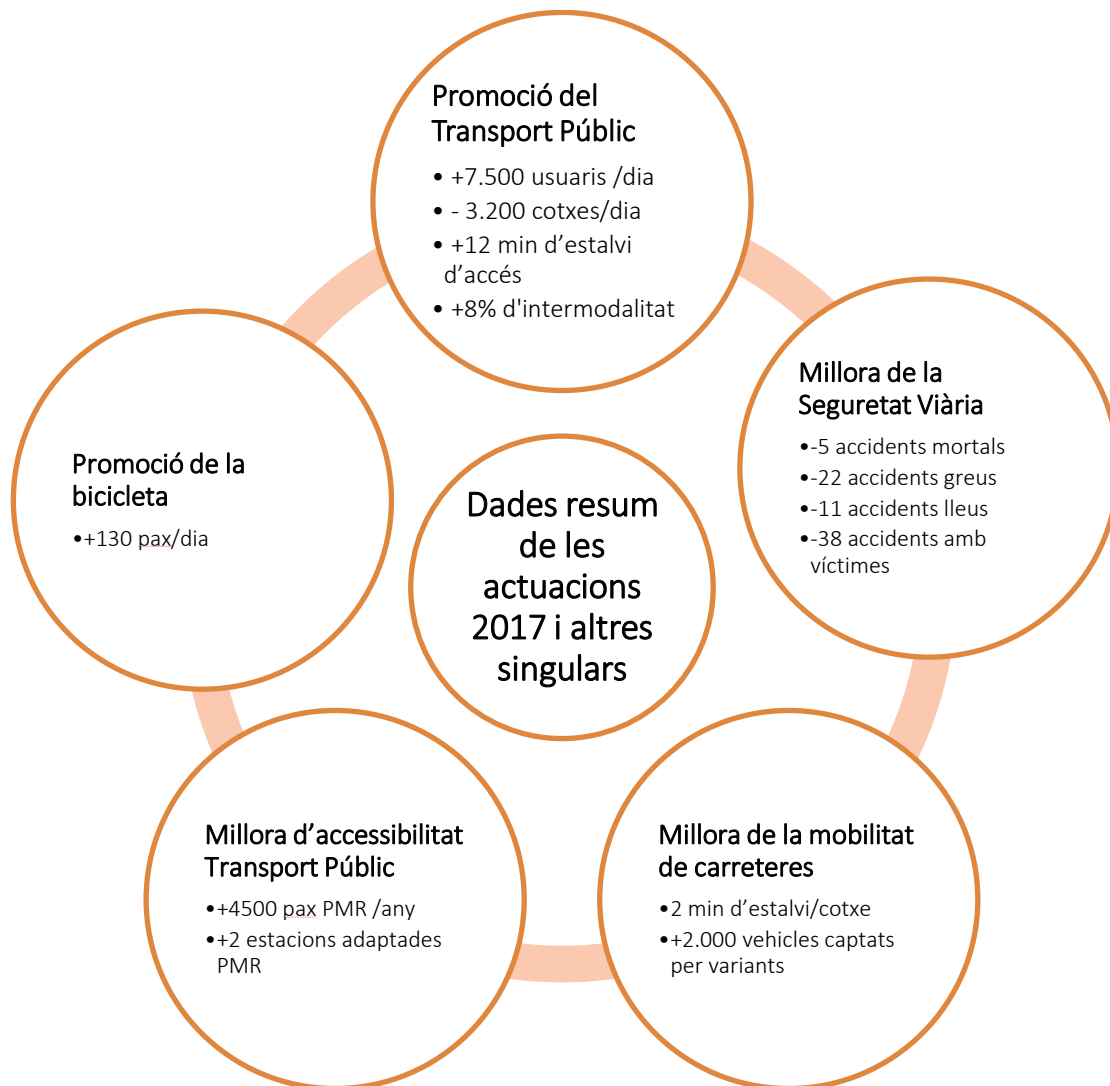 Promoció del
Transport Públic
• +7.500 usuaris /dia
• - 3.200 cotxes/dia
• +12 min d’estalvi
d’accés
• +8% d'intermodalitat
Millora de la
Seguretat Viària
•-5 accidents mortals
•-22 accidents greus
•-11 accidents lleus
•-38 accidents amb
víctimes
Promoció de la
bicicleta
•+130 pax/dia
Dades resum
de les
actuacions
2017 i altres
singulars
Millora d’accessibilitat
Transport Públic
•+4500 pax PMR /any
•+2 estacions adaptades
PMR
Millora de la mobilitat
de carreteres
•2 min d’estalvi/cotxe
•+2.000 vehicles captats
per variants